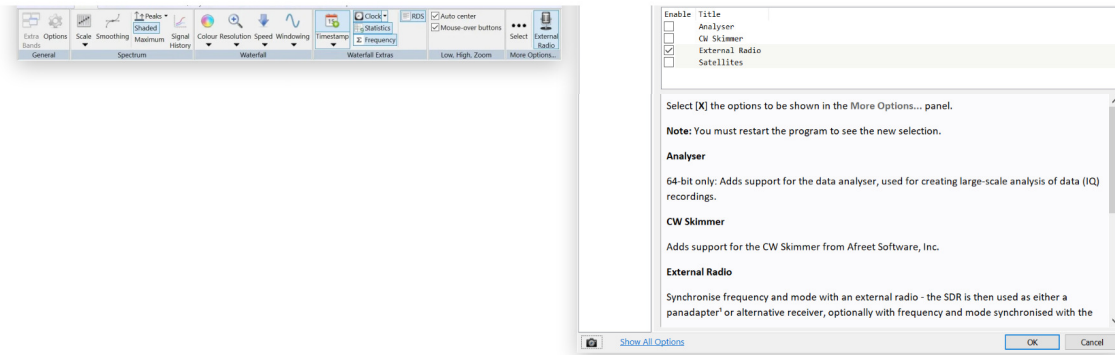 Extra Bands
Options
Scale
Smoothing
Peaks
Shaded
Maximum
Signal History
Colour
Resolution
Speed
Windowing
Timestamp
Clock
Statistics
Σ Frequency
RDS
Auto center
Mouse-over buttons
Select
External Radio
General
Spectrum
Waterfall
Waterfall Extras
Low, High, Zoom
More Options...
Enable Title
Analyser
CW Skimmer
External Radio
Satellites
Select [X] the options to be shown in the More Options... panel.
Note: You must restart the program to see the new selection.
Analyser
64-bit only: Adds support for the data analyser, used for creating large-scale analysis of data (IQ)
recordings.
CW Skimmer
Adds support for the CW Skimmer from Afreet Software, Inc.
External Radio
Synchronise frequency and mode with an external radio - the SDR is then used as either a
panadapter¹ or alternative receiver, optionally with frequency and mode synchronised with the
Show All Options
OK
Cancel